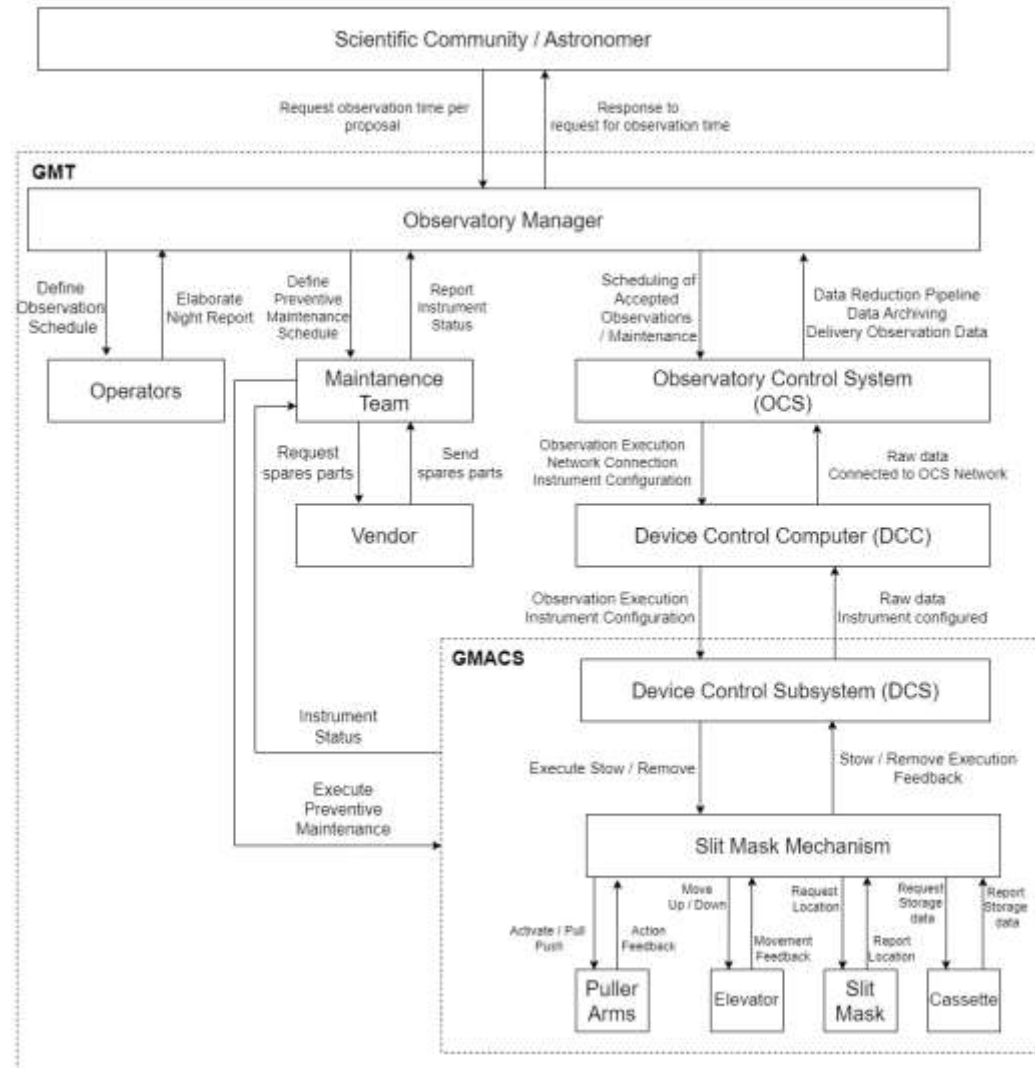 Scientific Community / Astronomer
Request observation time per
proposal
Response to
request for observation time
GMT
Observatory Manager
Define
Observation
Schedule
Elaborate
Night Report
Define
Preventive
Maintenance
Schedule
Report
Instrument
Status
Scheduling of
Accepted
Observations
/ Maintenance
Data Reduction Pipeline
Data Archiving
Delivery Observation Data
Operators
Maintanence
Team
Observatory Control System
(OCS)
Request
spares parts
Send
spares parts
Observation Execution
Network Connection
Instrument Configuration
Raw data
Connected to OCS Network
Vendor
Device Control Computer (DCC)
Observation Execution
Instrument Configuration
Raw data
Instrument configured
GMACS
Device Control Subsystem (DCS)
Instrument
Status
Execute Stow / Remove
Stow / Remove Execution
Feedback
Execute
Preventive
Maintenance
Slit Mask Mechanism
Activate / Pull
Push
Action
Feedback
Move
Up / Down
Movement
Feedback
Request
Location
Report
Location
Request
Storage
data
Report
Storage
data
Puller
Arms
Elevator
Slit
Mask
Cassette